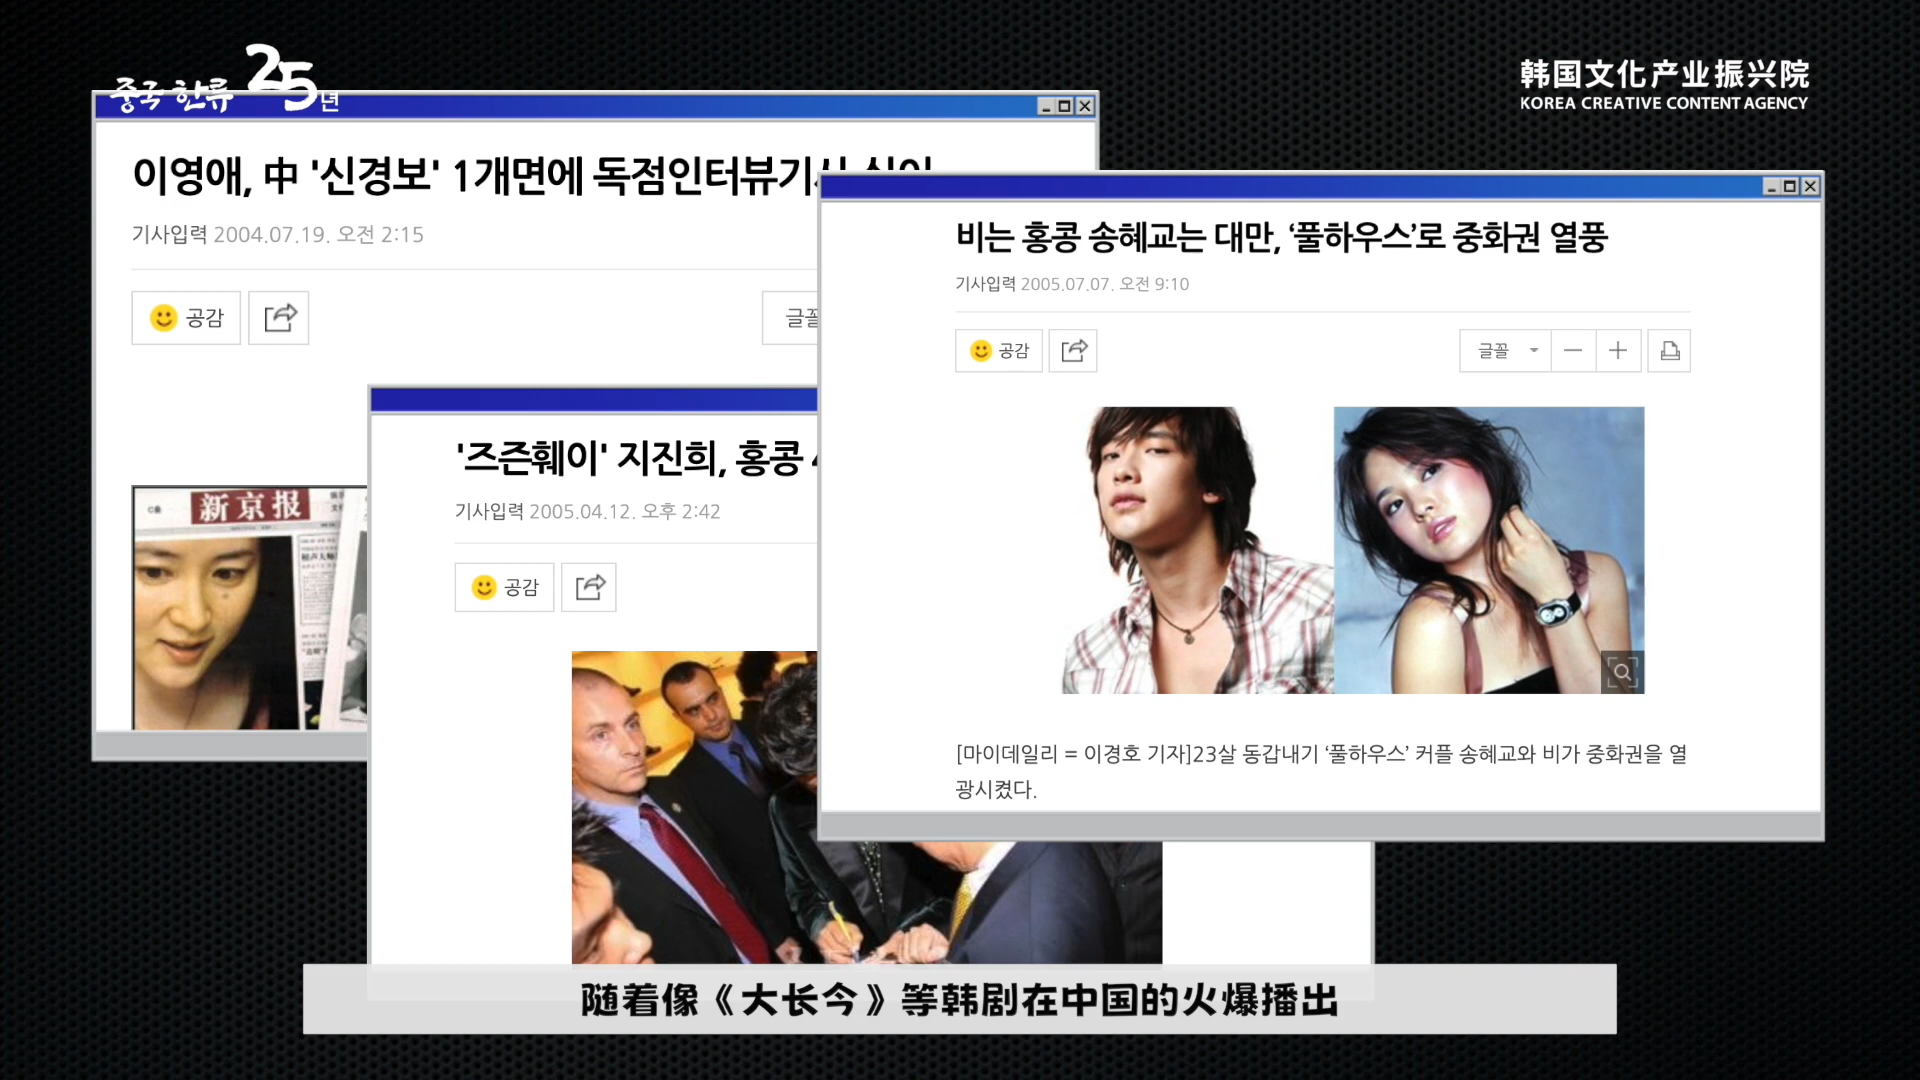 중국 한류 25년
韩国文化产业振兴院
KOREA CREATIVE CONTENT AGENCY
이영애, 中 '신경보' 1개면에 독점인터뷰기사
기사입력 2004.07.19. 오전 2:15
공감
글꼴
新京报
'즈즌훼이' 지진희, 홍콩
기사입력 2005.04.12. 오후 2:42
공감
비는 홍콩 송혜교는 대만, ‘풀하우스’로 중화권 열풍
기사입력 2005.07.07. 오전 9:10
공감
글꼴
[마이데일리 = 이경호 기자]23살 동갑내기 ‘풀하우스’ 커플 송혜교와 비가 중화권을 열
광시켰다.
随着像《大长今》等韩剧在中国的火爆播出